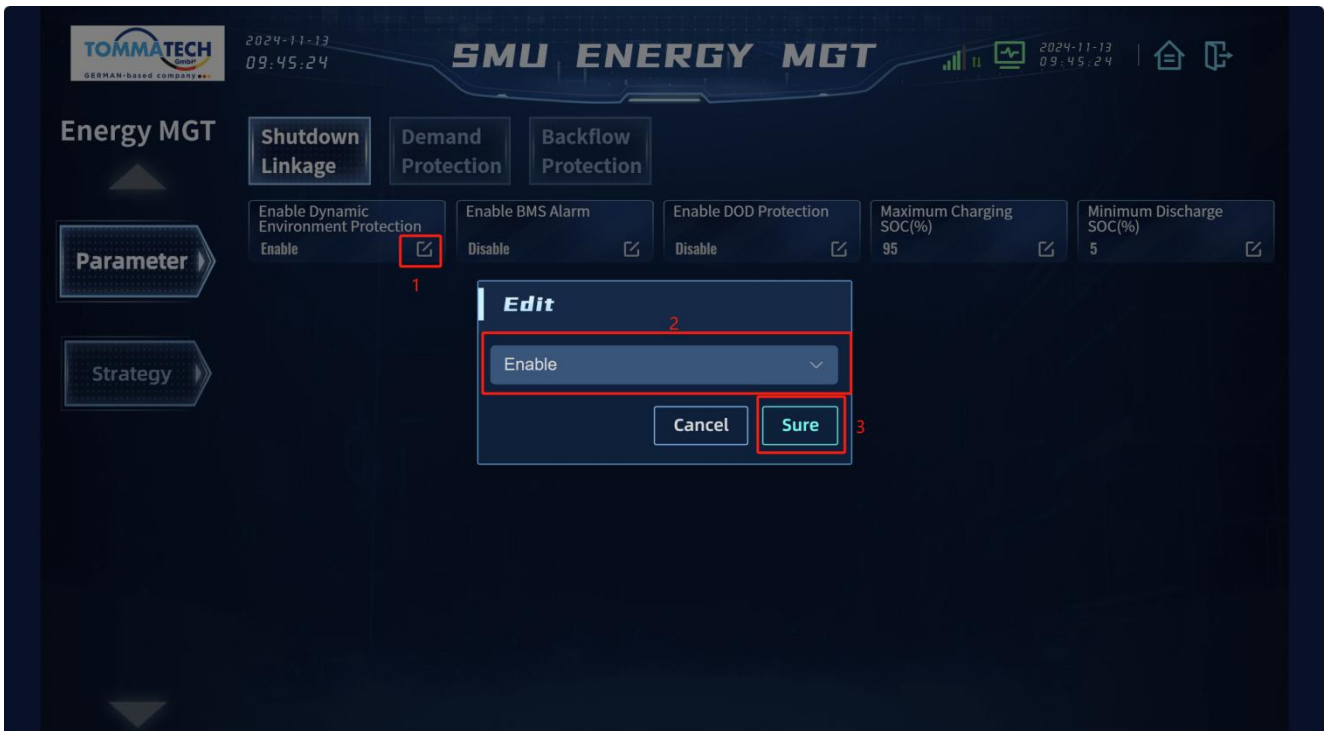 TOMMATECH
GmbH
GERMAN-based company
2024-11-13
09:45:24
SMU ENERGY MGT
2024-11-13
09:45:24
Energy MGT
Shutdown
Linkage
Demand
Protection
Backflow
Protection
Enable Dynamic
Environment Protection
Enable
Enable BMS Alarm
Disable
Enable DOD Protection
Disable
Maximum Charging
SOC(%)
95
Minimum Discharge
SOC(%)
5
Parameter
1
Edit
2
Enable
Strategy
Cancel
Sure
3